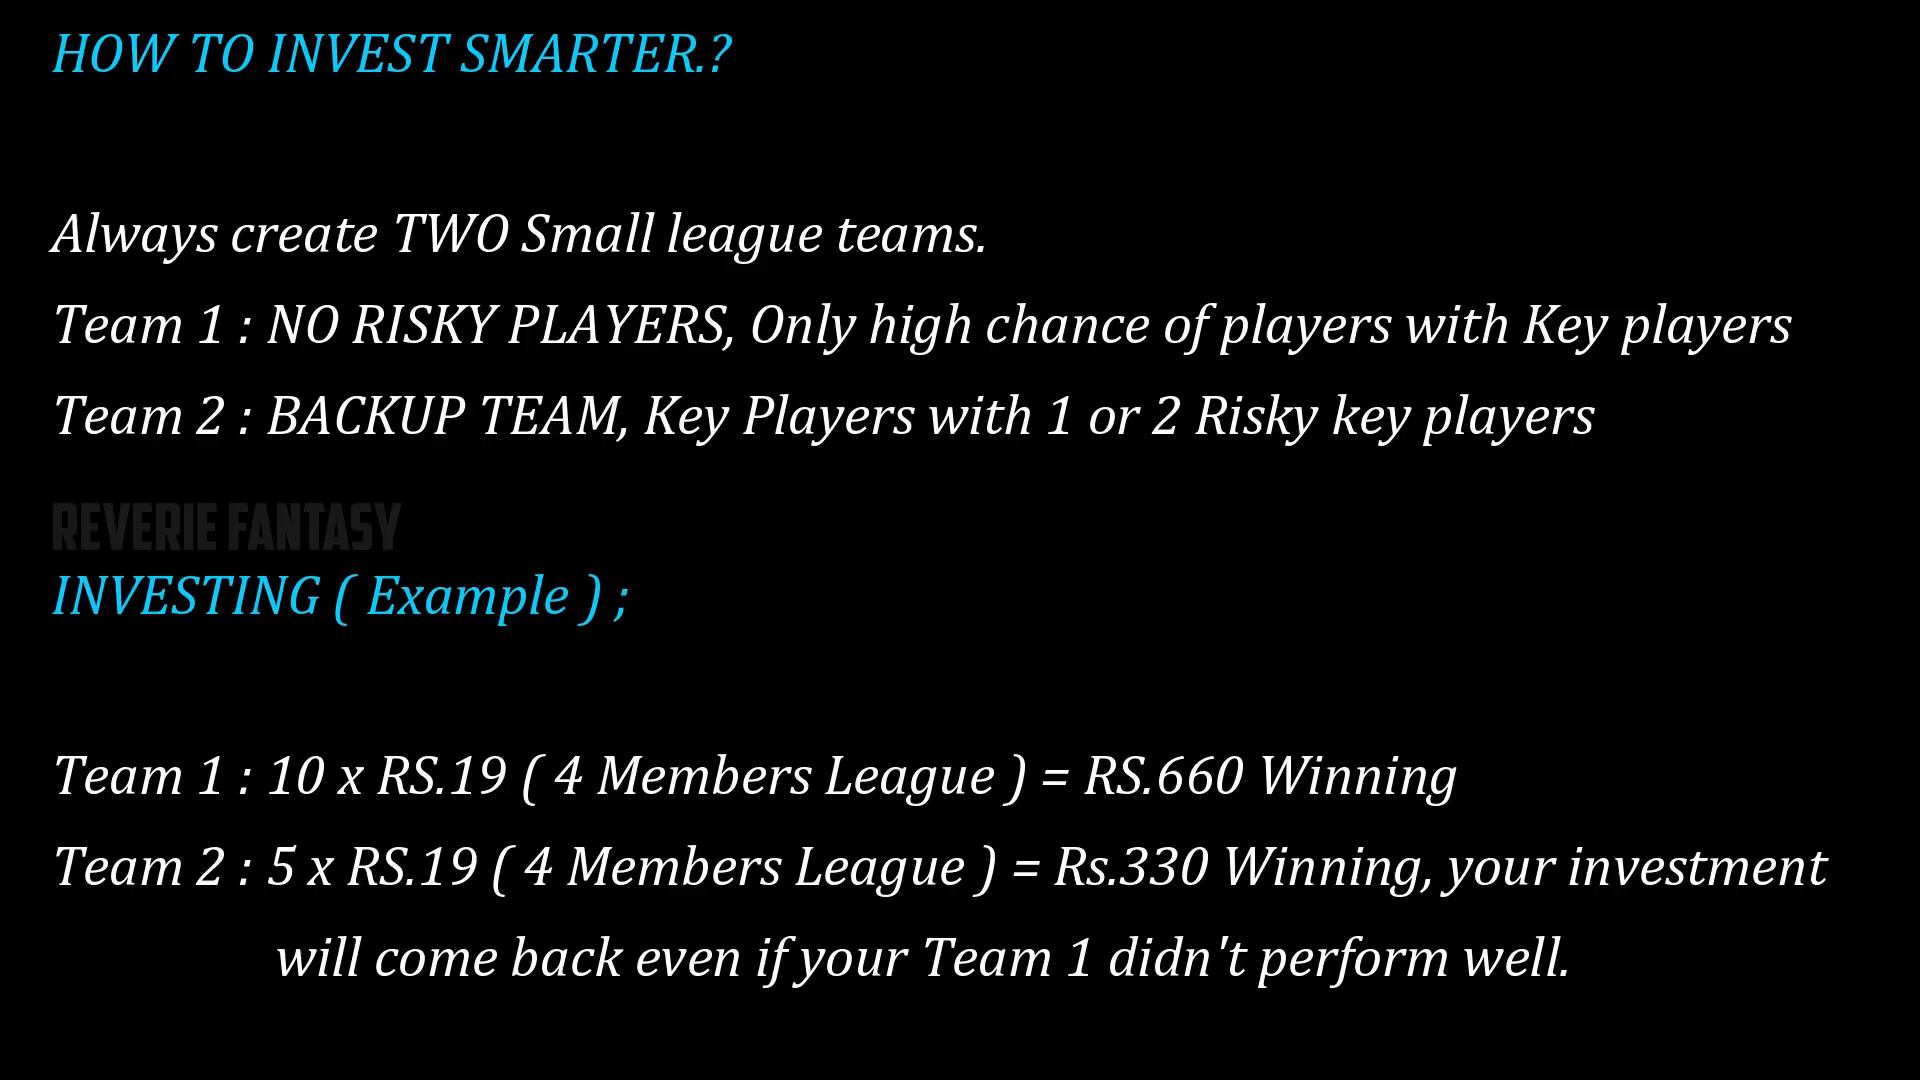 HOW TO INVEST SMARTER.?
Always create TWO Small league teams.
Team 1 : NO RISKY PLAYERS, Only high chance of players with Key players
Team 2 : BACKUP TEAM, Key Players with 1 or 2 Risky key players
REVERIE FANTASY
INVESTING ( Example ) ;
Team 1 : 10 x RS.19 ( 4 Members League ) = RS.660 Winning
Team 2 : 5 x RS.19 ( 4 Members League ) = Rs.330 Winning, your investment
will come back even if your Team 1 didn't perform well.